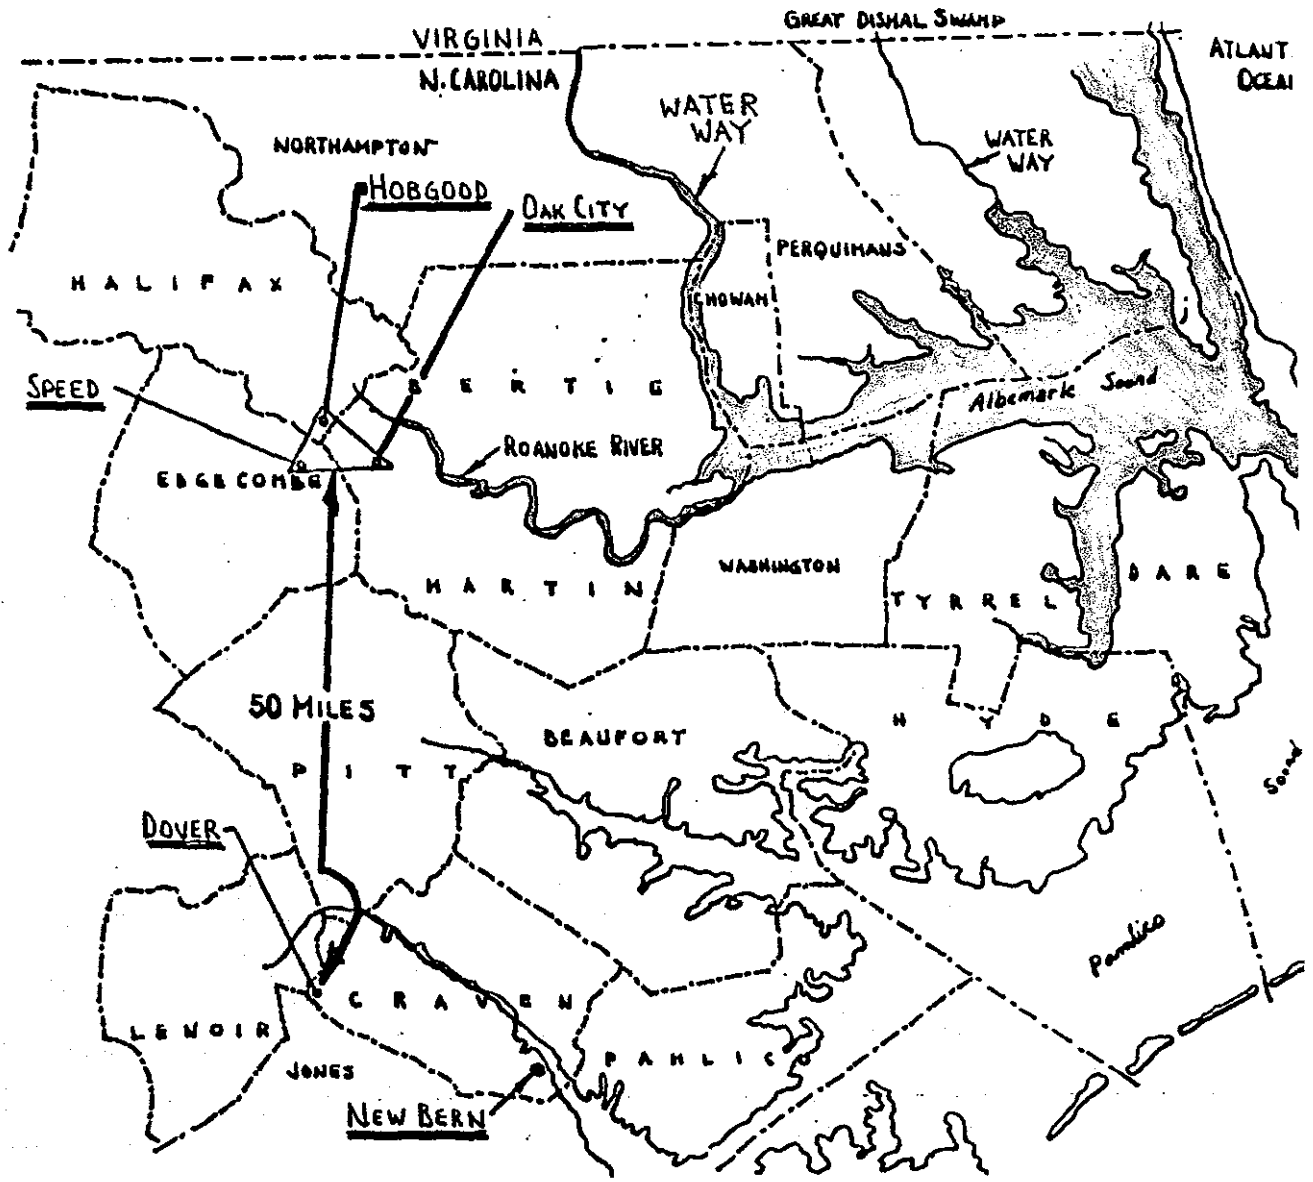 GREAT DISMAL SWAMP
VIRGINIA
N. CAROLINA
ATLANT
OCEAN
WATER
WAY
WATER
WAY
NORTHAMPTON
HOBGOOD
OAK CITY
PERQUIMANS
HALIFAX
CHOWAN
SPEED
BERTIE
Albemark Sound
ROANOKE RIVER
EDGECOMBE
WASHINGTON
MARTIN
TYRREL
DARE
50 MILES
BEAUFORT
HYDE
PITT
Sound
DOVER
Pamlico
CRAVEN
LENOIR
JONES
PAMLICO
NEW BERN